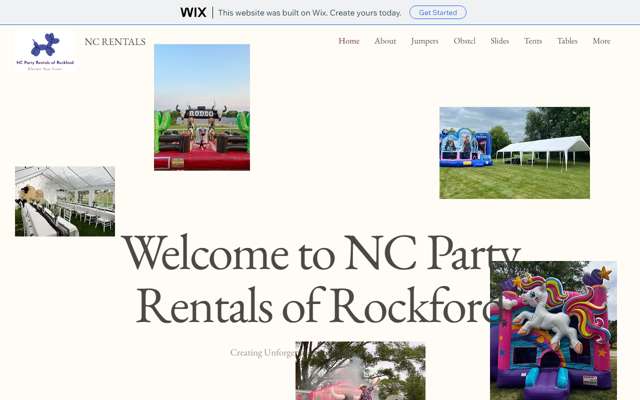 WIX
This website was built on Wix. Create yours today.
Get Started
NC Party Rentals of Rockford
NC RENTALS
Home
About
Jumpers
Obstcl
Slides
Tents
Tables
More
RODEO
Welcome to NC Party
Rentals of Rockford
Creating